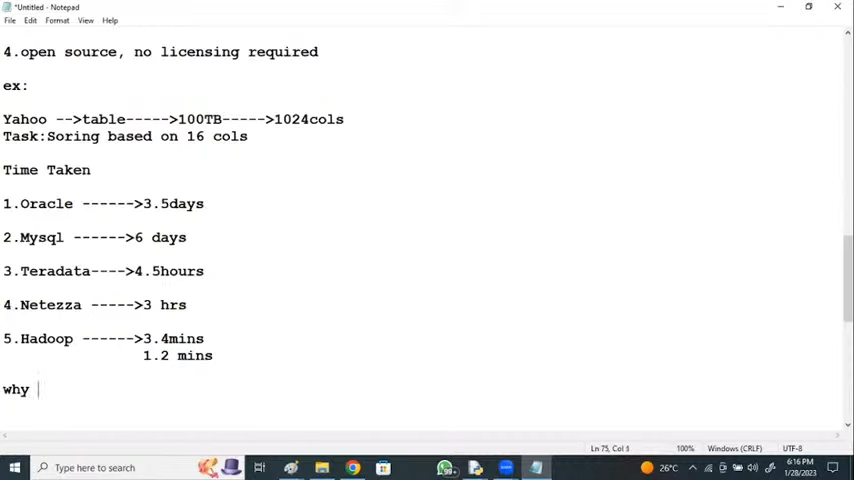 *Untitled - Notepad
File Edit Format View Help
4.open source, no licensing required
ex:
Yahoo -->table----->100TB----->1024cols
Task:Soring based on 16 cols
Time Taken
1.Oracle ------>3.5days
2.Mysql ------>6 days
3.Teradata---->4.5hours
4.Netezza ----->3 hrs
5.Hadoop ------>3.4mins
1.2 mins
why
Ln 75, Col 5 100% Windows (CRLF) UTF-8
Type here to search 99+ 26°C 6:16 PM
1/28/2023